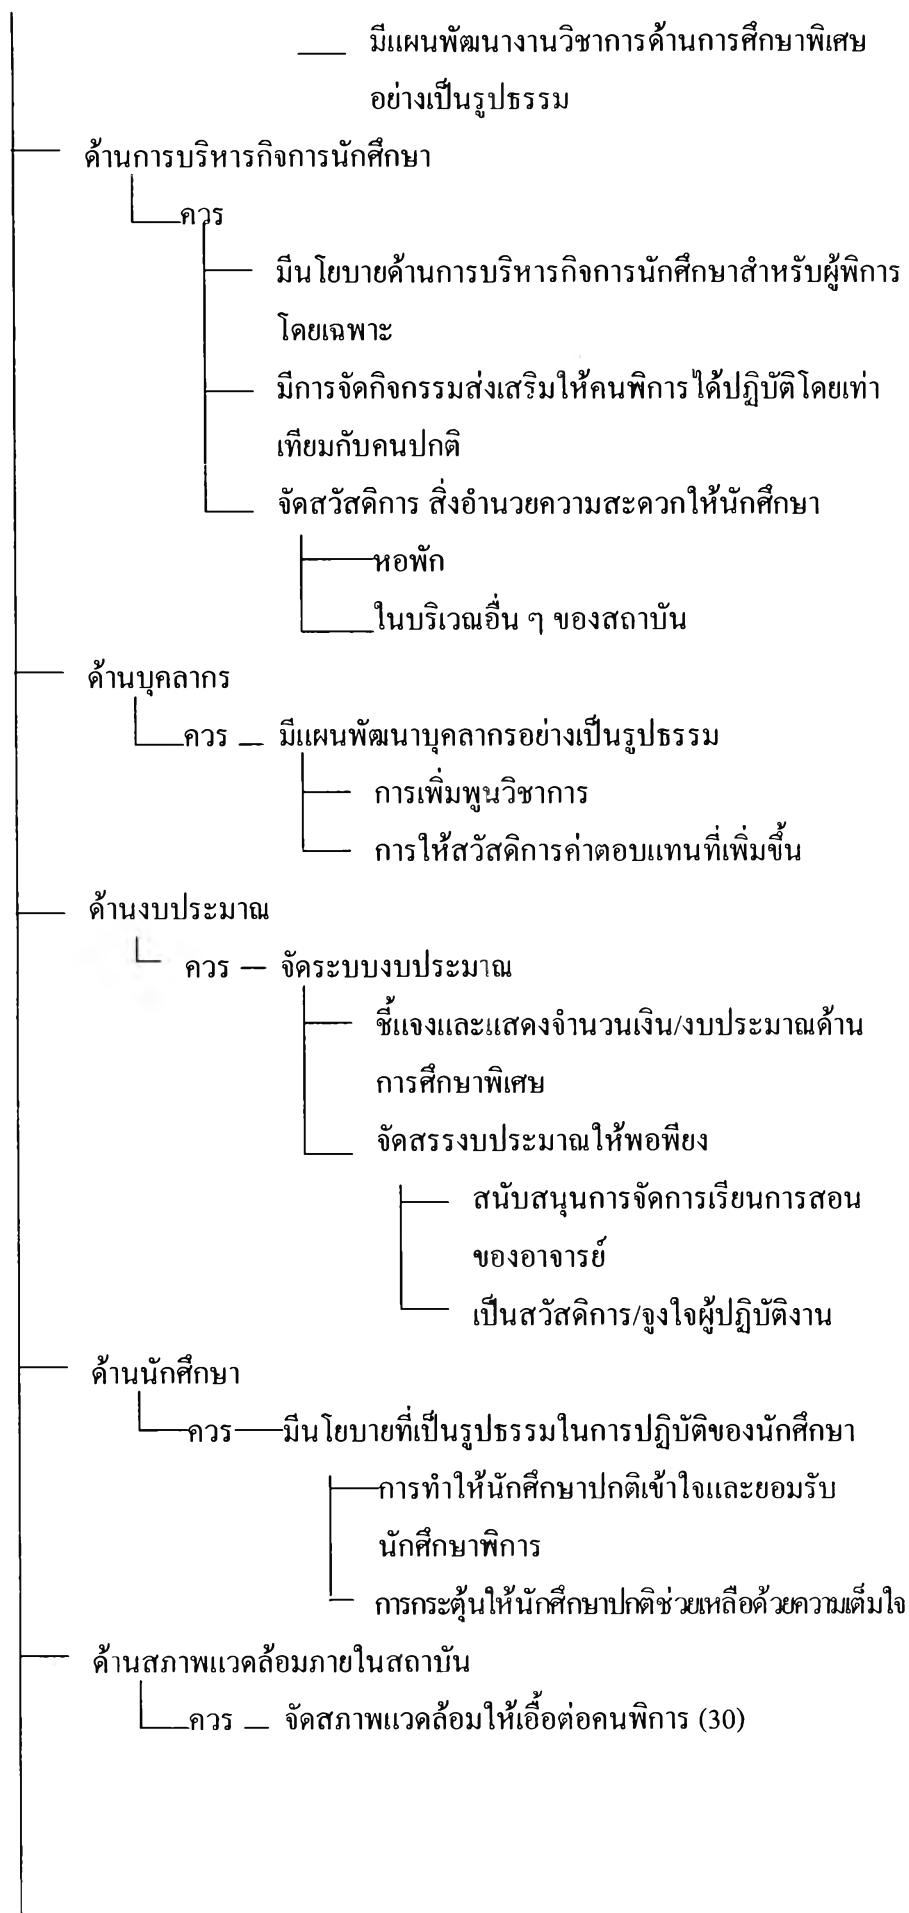 มีแผนพัฒนางานวิชาการด้านการศึกษาพิเศษ
อย่างเป็นรูปธรรม
ด้านการบริหารกิจการนักศึกษา
ควร
มีนโยบายด้านการบริหารกิจการนักศึกษาสำหรับผู้พิการ
โดยเฉพาะ
มีการจัดกิจกรรมส่งเสริมให้คนพิการได้ปฏิบัติโดยเท่า
เทียมกับคนปกติ
จัดสวัสดิการ สิ่งอำนวยความสะดวกให้นักศึกษา
หอพัก
ในบริเวณอื่น ๆ ของสถาบัน
ด้านบุคลากร
ควร มีแผนพัฒนาบุคลากรอย่างเป็นรูปธรรม
การเพิ่มพูนวิชาการ
การให้สวัสดิการค่าตอบแทนที่เพิ่มขึ้น
ด้านงบประมาณ
ควร จัดระบบงบประมาณ
ชี้แจงและแสดงจำนวนเงิน/งบประมาณด้าน
การศึกษาพิเศษ
จัดสรรงบประมาณให้พอพียง
สนับสนุนการจัดการเรียนการสอน
ของอาจารย์
เป็นสวัสดิการ/จูงใจผู้ปฏิบัติงาน
ด้านนักศึกษา
ควร มีนโยบายที่เป็นรูปธรรมในการปฏิบัติของนักศึกษา
การทำให้นักศึกษาปกติเข้าใจและยอมรับ
นักศึกษาพิการ
การกระตุ้นให้นักศึกษาปกติช่วยเหลือด้วยความเต็มใจ
ด้านสภาพแวดล้อมภายในสถาบัน
ควร จัดสภาพแวดล้อมให้เอื้อต่อคนพิการ (30)